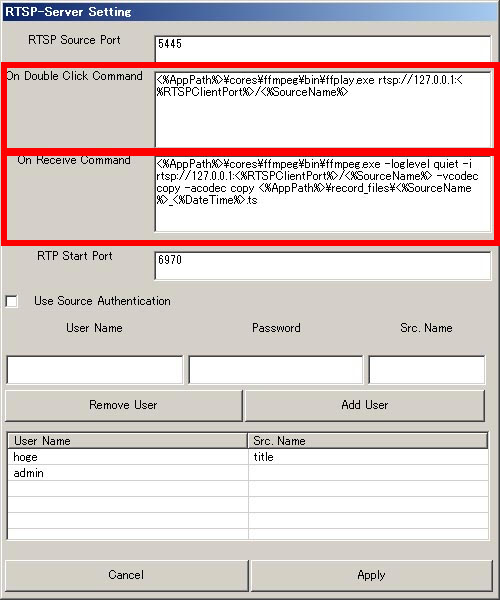 RTSP-Server Setting
RTSP Source Port
5445
On Double Click Command
<%AppPath%>¥cores¥ffmpeg¥bin¥ffplay.exe rtsp://127.0.0.1:<
%RTSPClientPort%>/<%SourceName%>
On Receive Command
<%AppPath%>¥cores¥ffmpeg¥bin¥ffmpeg.exe -loglevel quiet -i
rtsp://127.0.0.1:<%RTSPClientPort%>/<%SourceName%> -vcodec
copy -acodec copy <%AppPath%>¥record_files¥<%SourceName
%>_<%DateTime%>.ts
RTP Start Port
6970
Use Source Authentication
User Name Password Src. Name
Remove User Add User
User Name Src. Name
hoge title
admin
Cancel Apply